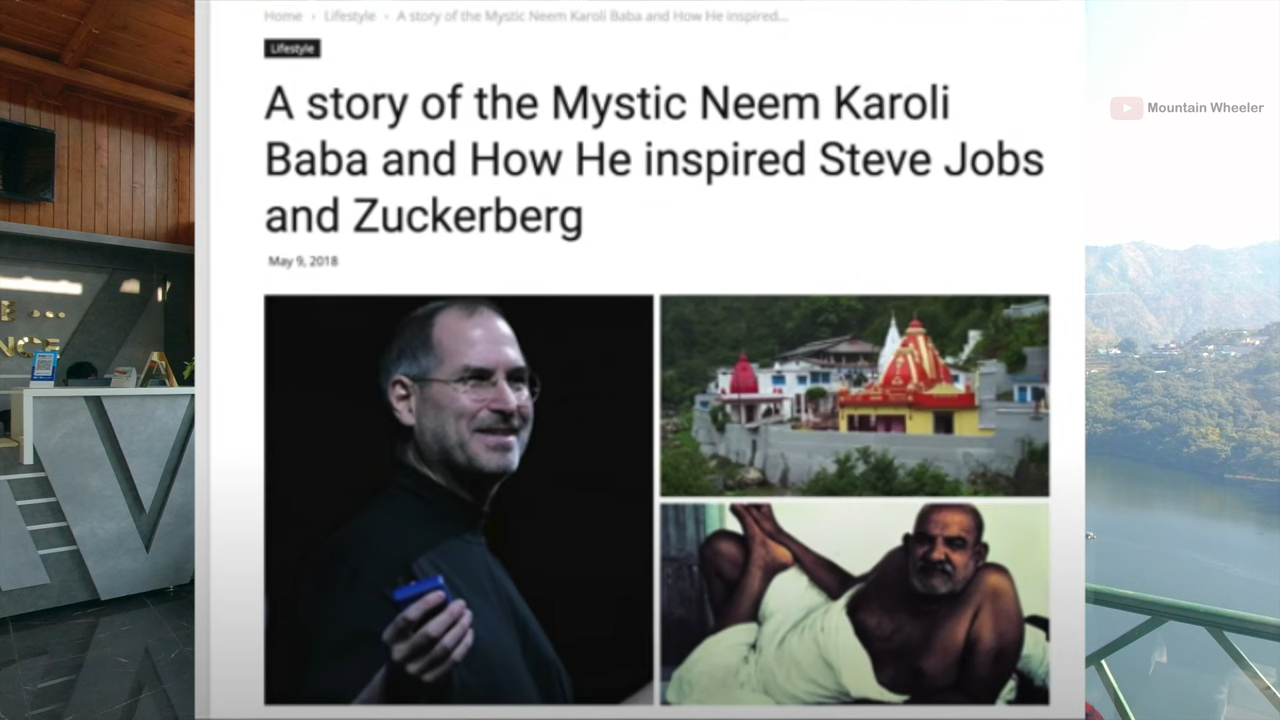 Home › Lifestyle › A story of the Mystic Neem Karoli Baba and How He inspired...
Lifestyle
A story of the Mystic Neem Karoli
Baba and How He inspired Steve Jobs
and Zuckerberg
May 9, 2018
Mountain Wheeler